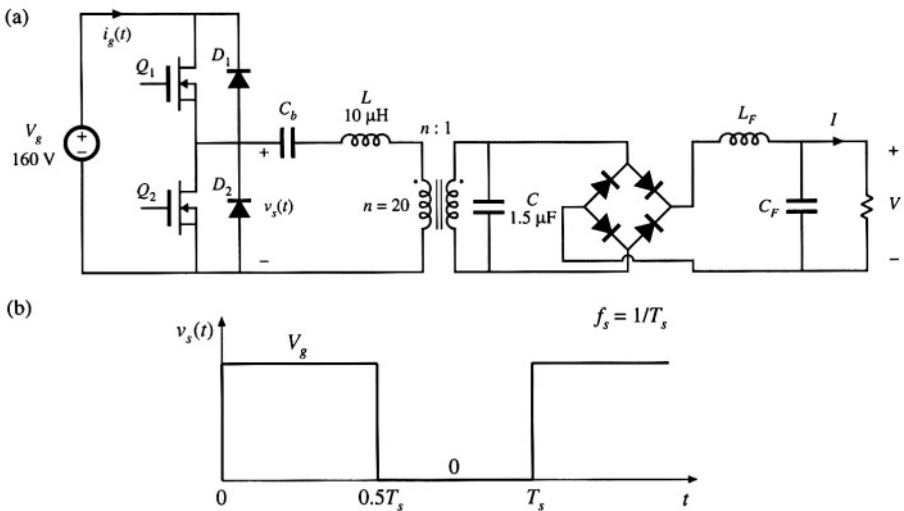 (a)
i_g(t)
Q_1
D_1
C_b
L
10 μH
n : 1
L_F
I
V_g
160 V
+
−
+
Q_2
D_2
v_s(t)
−
n = 20
C
1.5 μF
C_F
+
V
−
(b)
v_s(t)
V_g
f_s = 1/T_s
0
0
0.5T_s
T_s
t